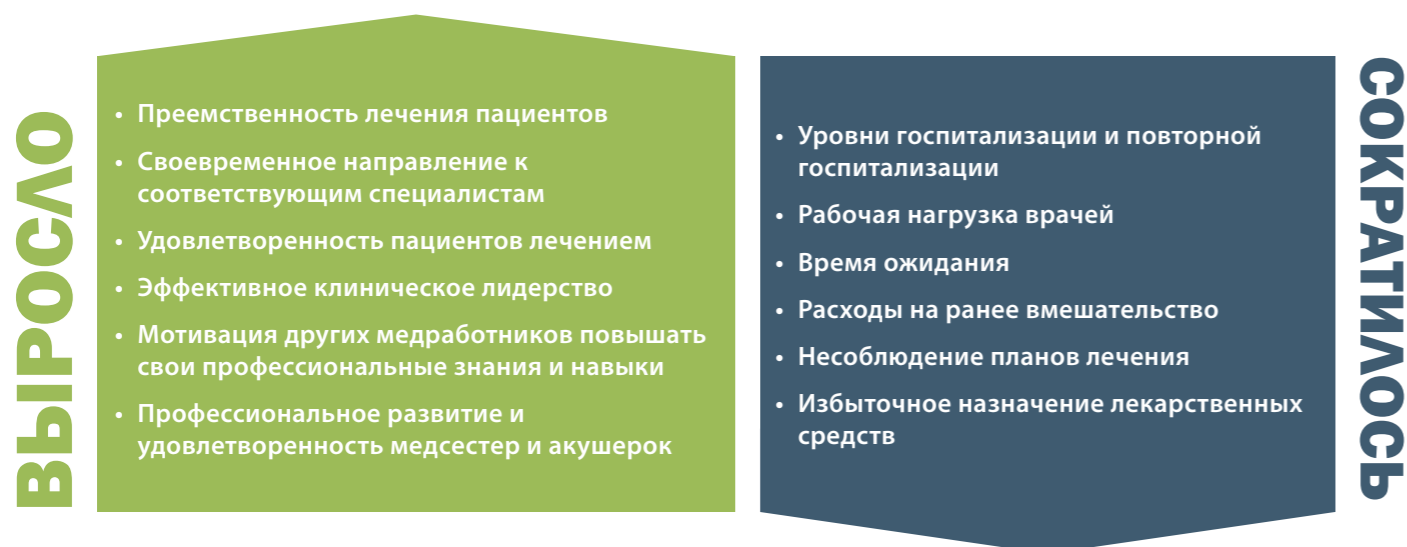 ВЫРОСЛО
• Преемственность лечения пациентов
• Своевременное направление к
соответствующим специалистам
• Удовлетворенность пациентов лечением
• Эффективное клиническое лидерство
• Мотивация других медработников повышать
свои профессиональные знания и навыки
• Профессиональное развитие и
удовлетворенность медсестер и акушерок
• Уровни госпитализации и повторной
госпитализации
• Рабочая нагрузка врачей
• Время ожидания
• Расходы на ранее вмешательство
• Несоблюдение планов лечения
• Избыточное назначение лекарственных
средств
СОКРАТИЛОСЬ